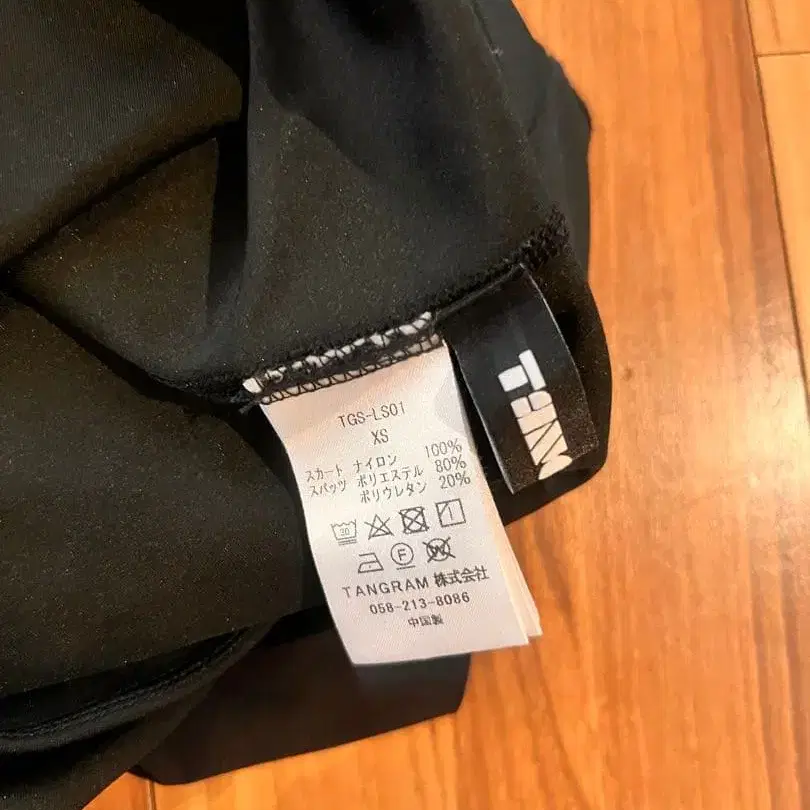 TGS-LS01
XS
スカート ナイロン 100%
スパッツ ポリエステル 80%
ポリウレタン 20%
30
F
W
TANGRAM 株式会社
058-213-8086
中国製